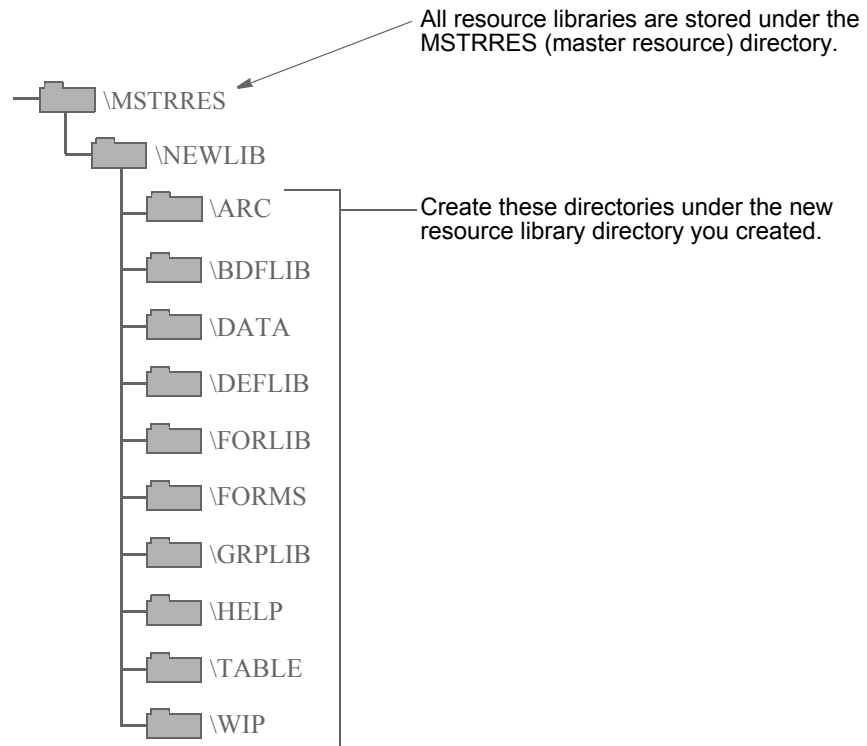 All resource libraries are stored under the
MSTRRES (master resource) directory.
\MSTRRES
\NEWLIB
\ARC
Create these directories under the new
resource library directory you created.
\BDFLIB
\DATA
\DEFLIB
\FORLIB
\FORMS
\GRPLIB
\HELP
\TABLE
\WIP